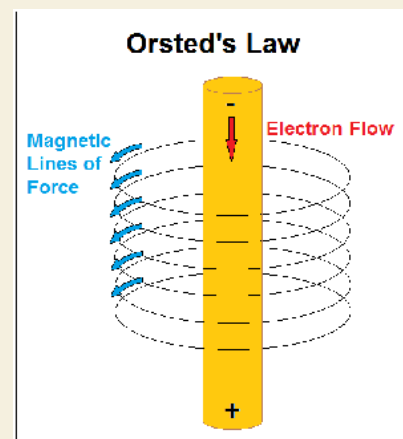 Orsted's Law
-
Electron Flow
Magnetic
Lines of
Force
+